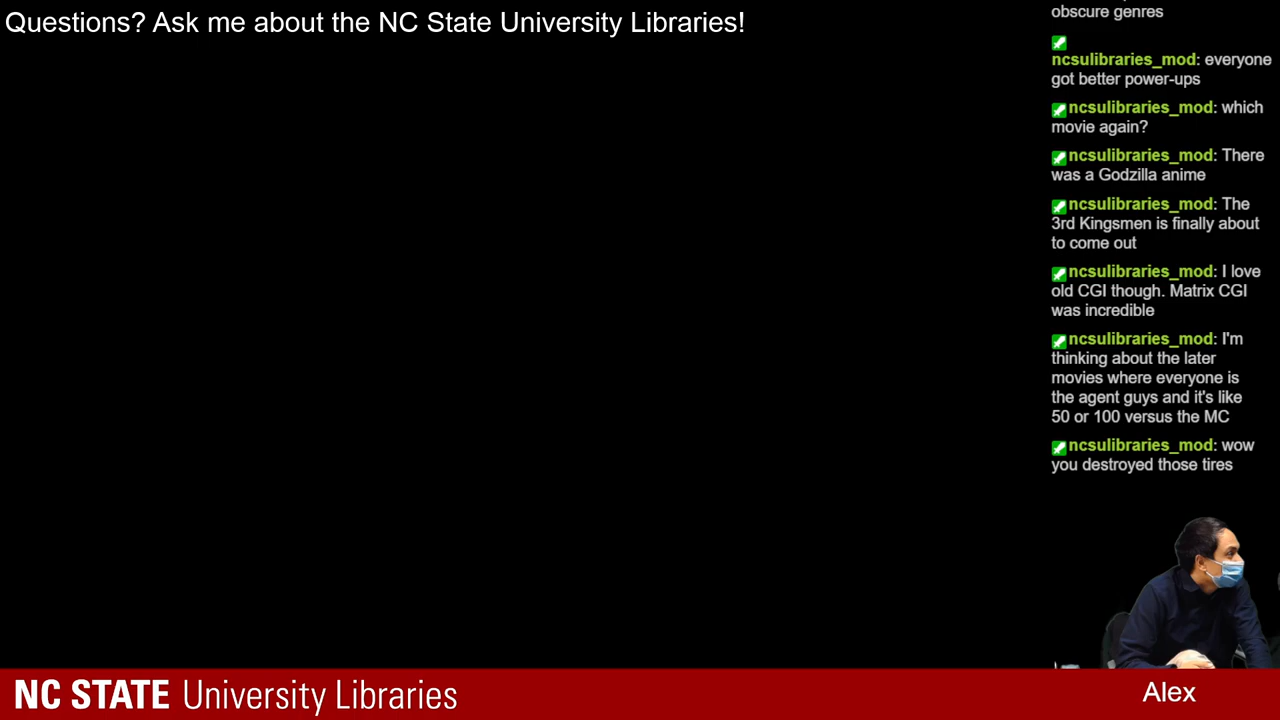 Questions? Ask me about the NC State University Libraries!
obscure genres
ncsulibraries_mod: everyone
got better power-ups
ncsulibraries_mod: which
movie again?
ncsulibraries_mod: There
was a Godzilla anime
ncsulibraries_mod: The
3rd Kingsmen is finally about
to come out
ncsulibraries_mod: I love
old CGI though. Matrix CGI
was incredible
ncsulibraries_mod: I'm
thinking about the later
movies where everyone is
the agent guys and it's like
50 or 100 versus the MC
ncsulibraries_mod: wow
you destroyed those tires
NC STATE University Libraries
Alex